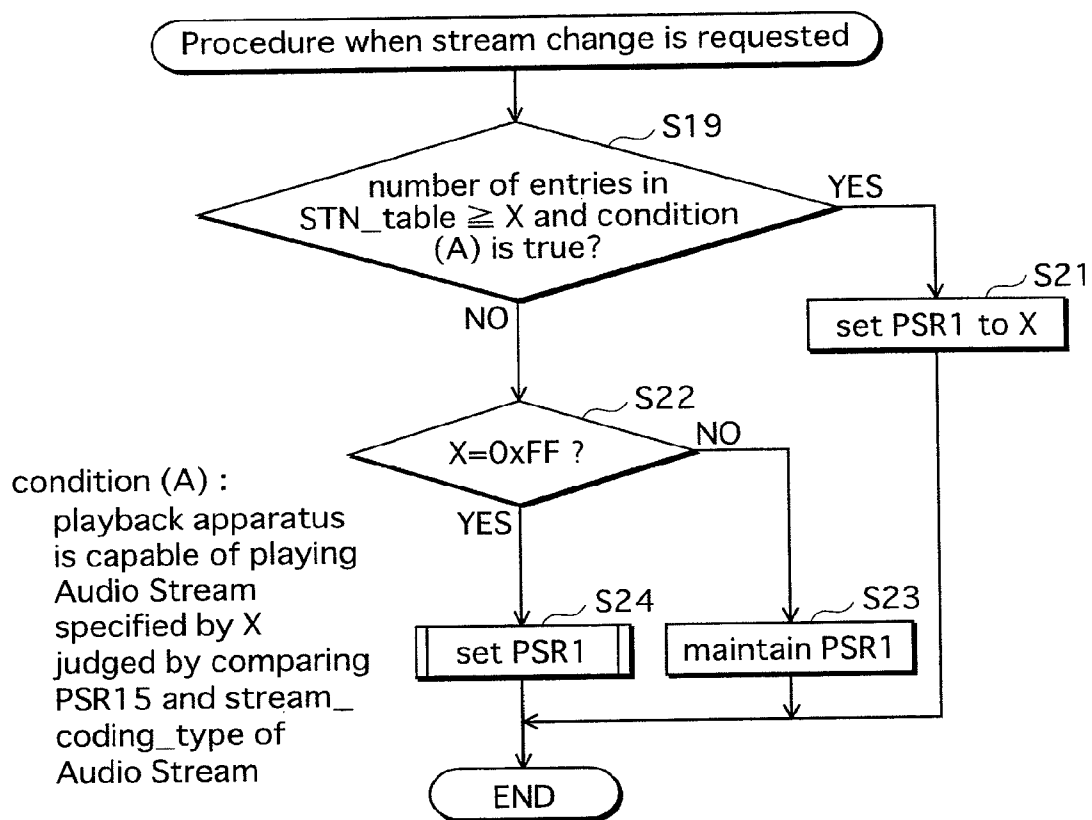 Procedure when stream change is requested
S19
number of entries in
STN_table ≧ X and condition
(A) is true?
YES
S21
set PSR1 to X
NO
S22
X=0xFF ?
NO
YES
condition (A) :
playback apparatus
is capable of playing
Audio Stream
specified by X
judged by comparing
PSR15 and stream_
coding_type of
Audio Stream
S24
set PSR1
S23
maintain PSR1
END